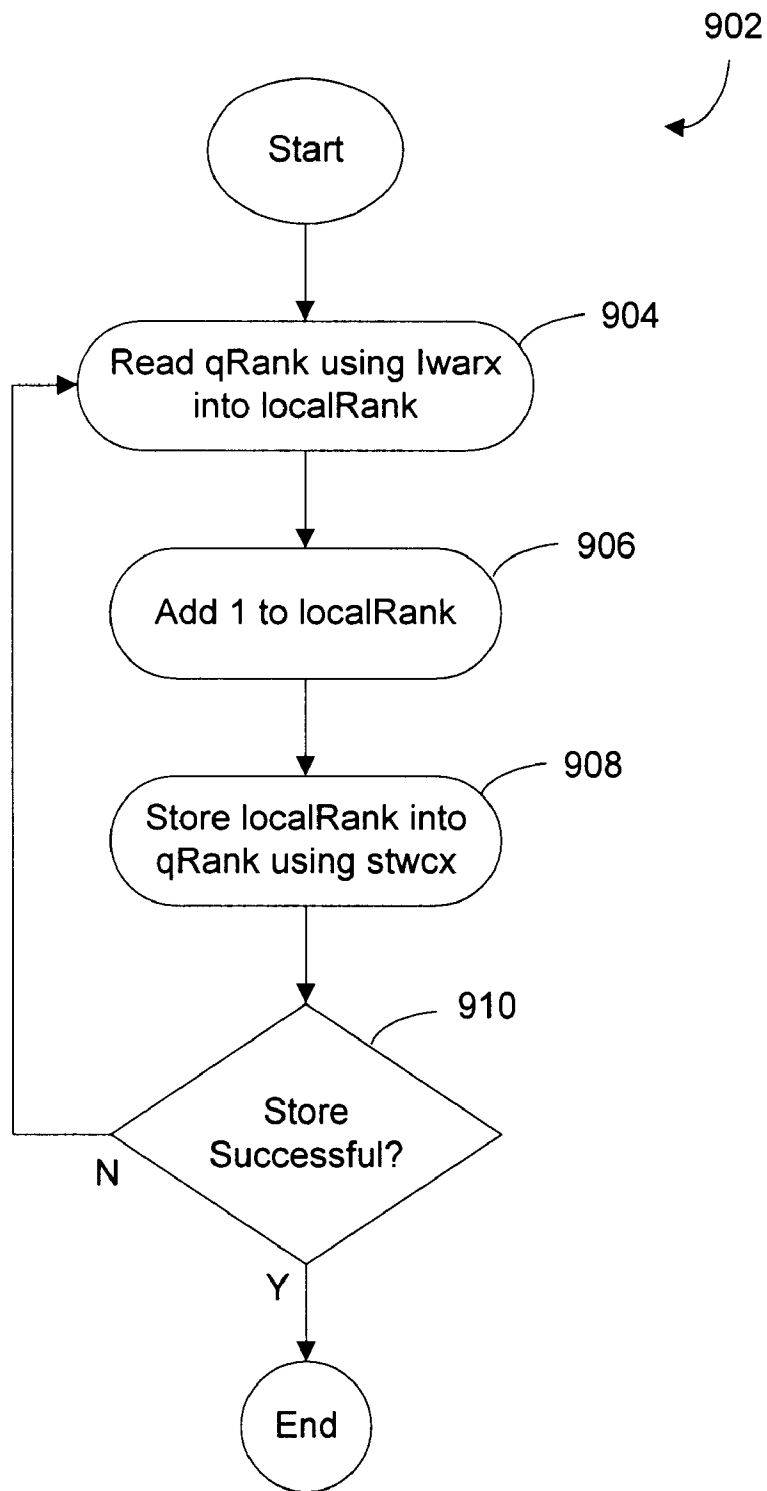 902
Start
904
Read qRank using lwarx
into localRank
906
Add 1 to localRank
908
Store localRank into
qRank using stwcx
910
Store
Successful?
N
Y
End